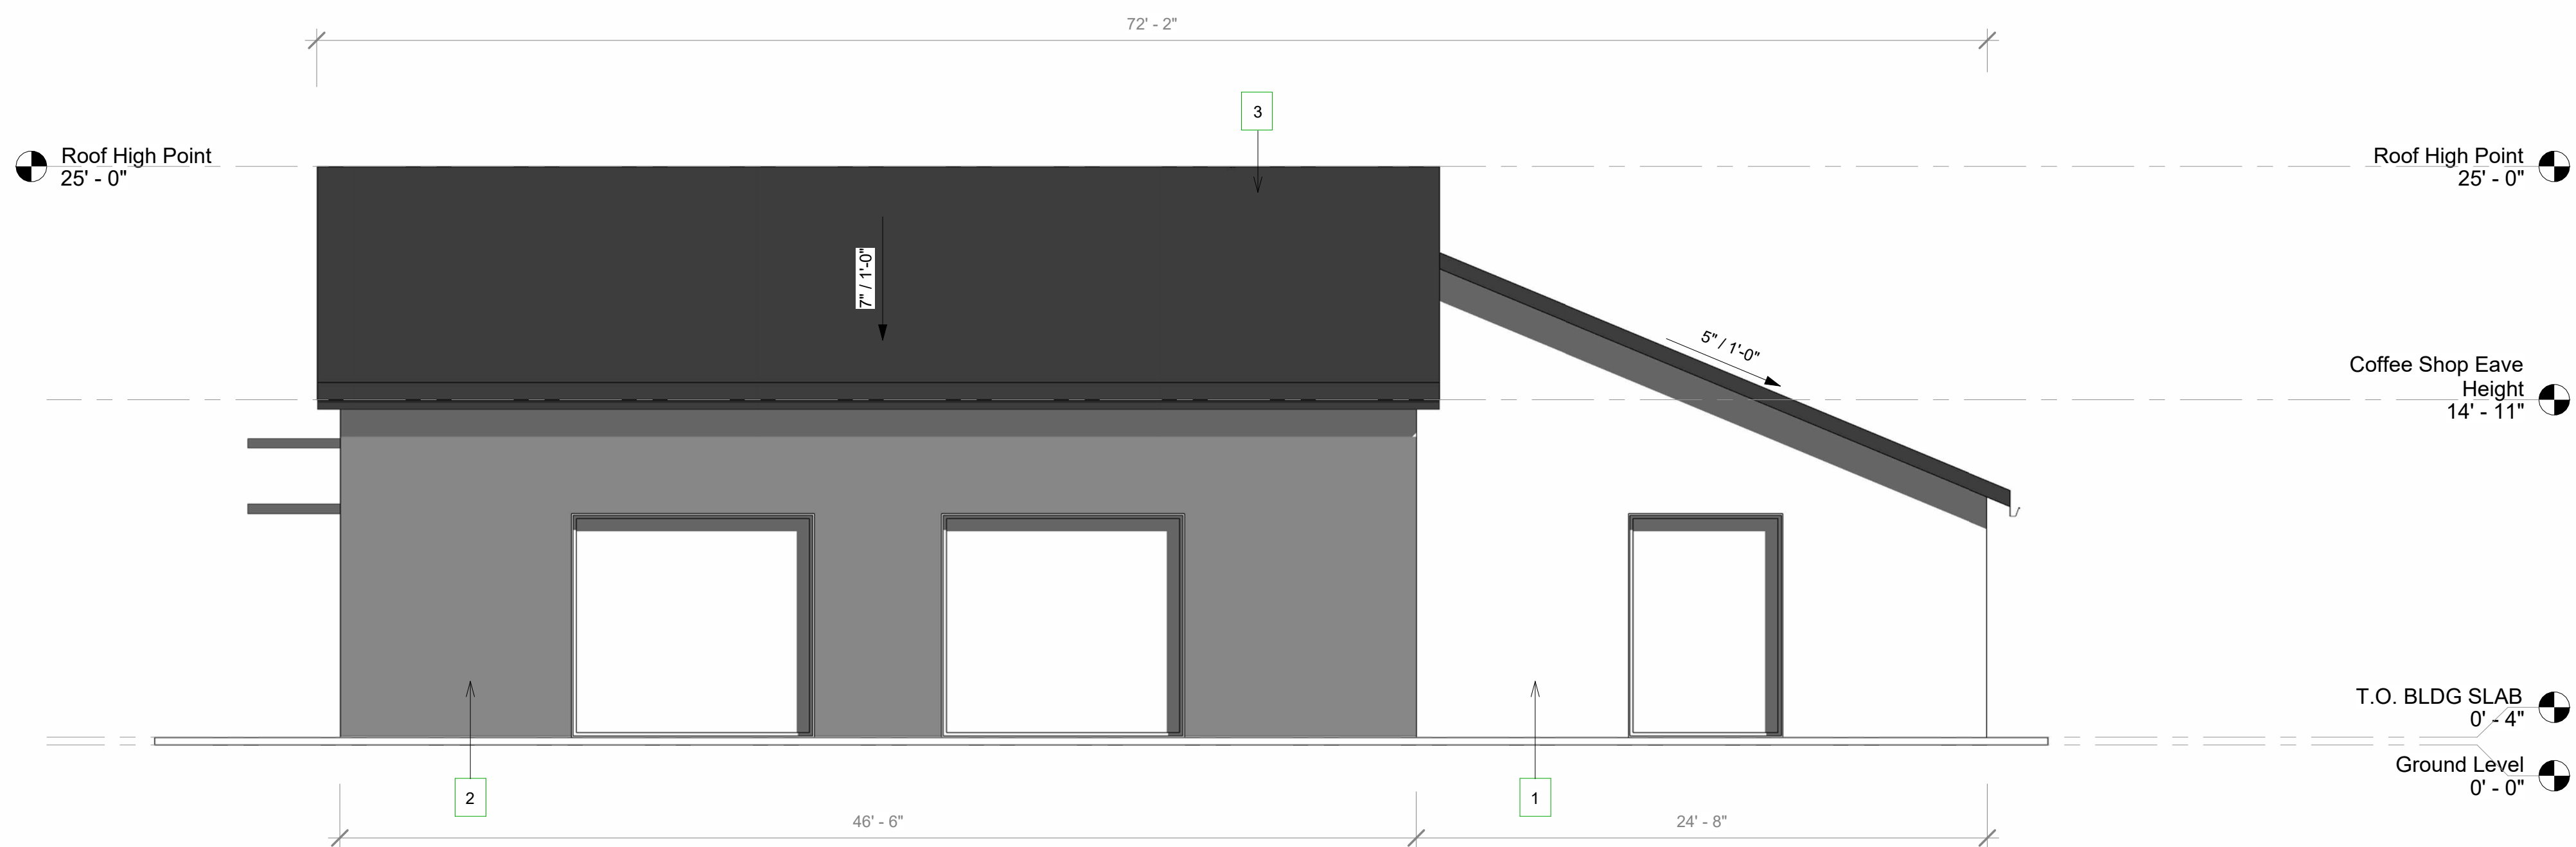 72' - 2"
3
Roof High Point
25' - 0"
Roof High Point
25' - 0"
7" / 1'-0"
5" / 1'-0"
Coffee Shop Eave
Height
14' - 11"
T.O. BLDG SLAB
0' - 4"
Ground Level
0' - 0"
2
1
46' - 6"
24' - 8"